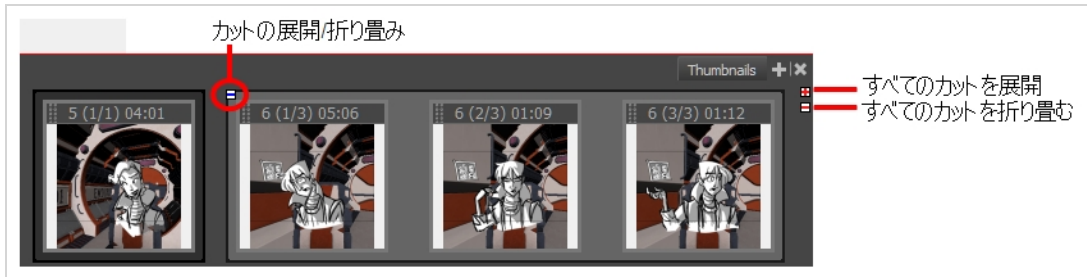 カットの展開/折り畳み
Thumbnails
すべてのカットを展開
すべてのカットを折り畳む
5 (1/1) 04:01
6 (1/3) 05:06
6 (2/3) 01:09
6 (3/3) 01:12